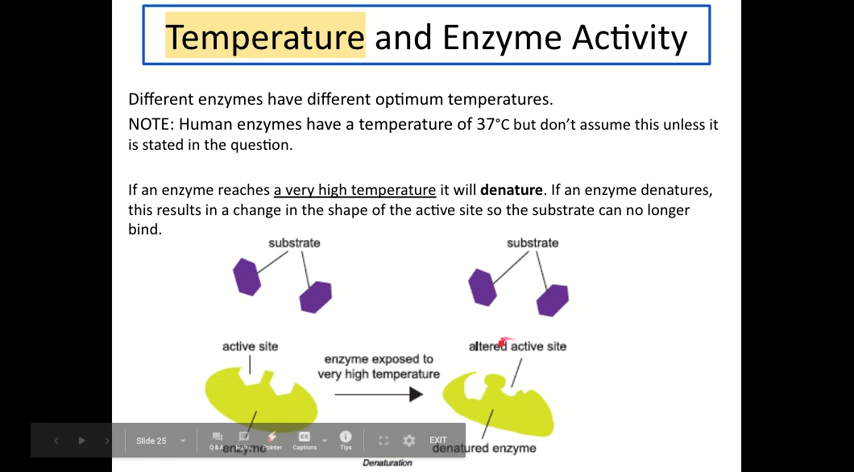 Temperature and Enzyme Activity
Different enzymes have different optimum temperatures.
NOTE: Human enzymes have a temperature of 37°C but don't assume this unless it
is stated in the question.
If an enzyme reaches a very high temperature it will denature. If an enzyme denatures,
this results in a change in the shape of the active site so the substrate can no longer
bind.
substrate
substrate
active site
altered active site
enzyme exposed to
very high temperature
Slide 25
Q&A
Pointer
Captions
Tips
EXIT
enzyme
denatured enzyme
Denaturation